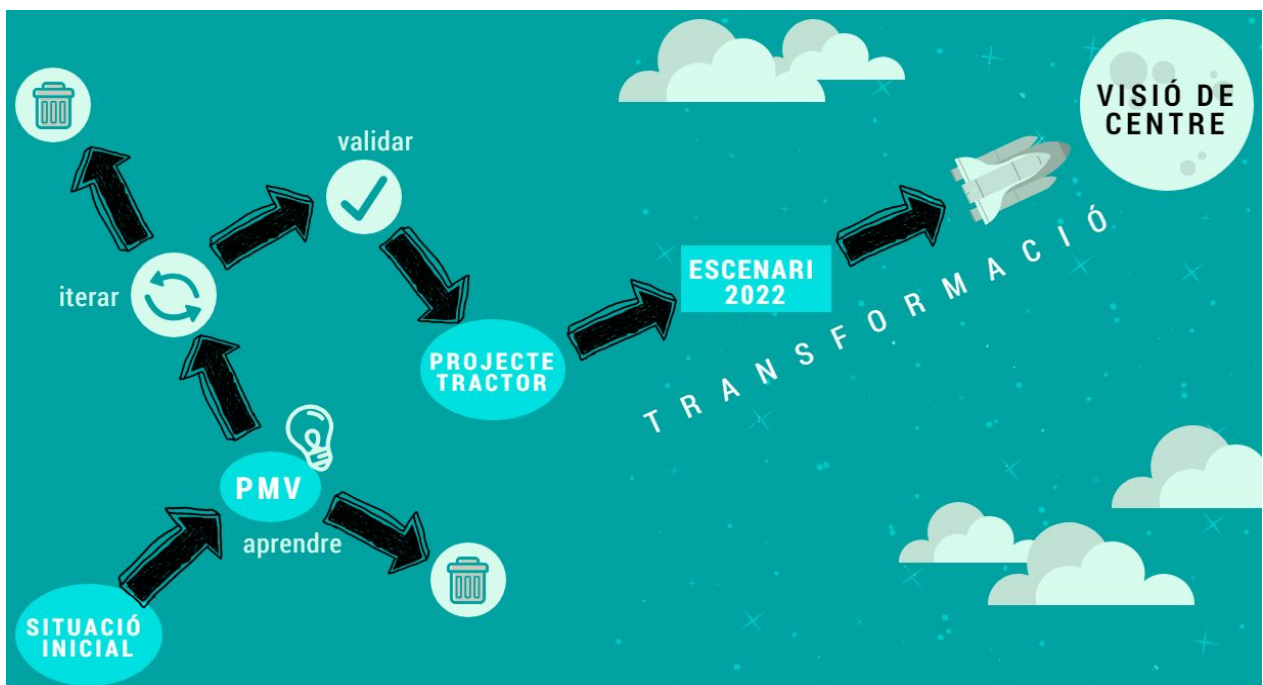 VISIÓ DE
CENTRE
validar
iterar
ESCENARI
2022
TRANSFORMACIÓ
PROJECTE
TRACTOR
PMV
aprendre
SITUACIÓ
INICIAL